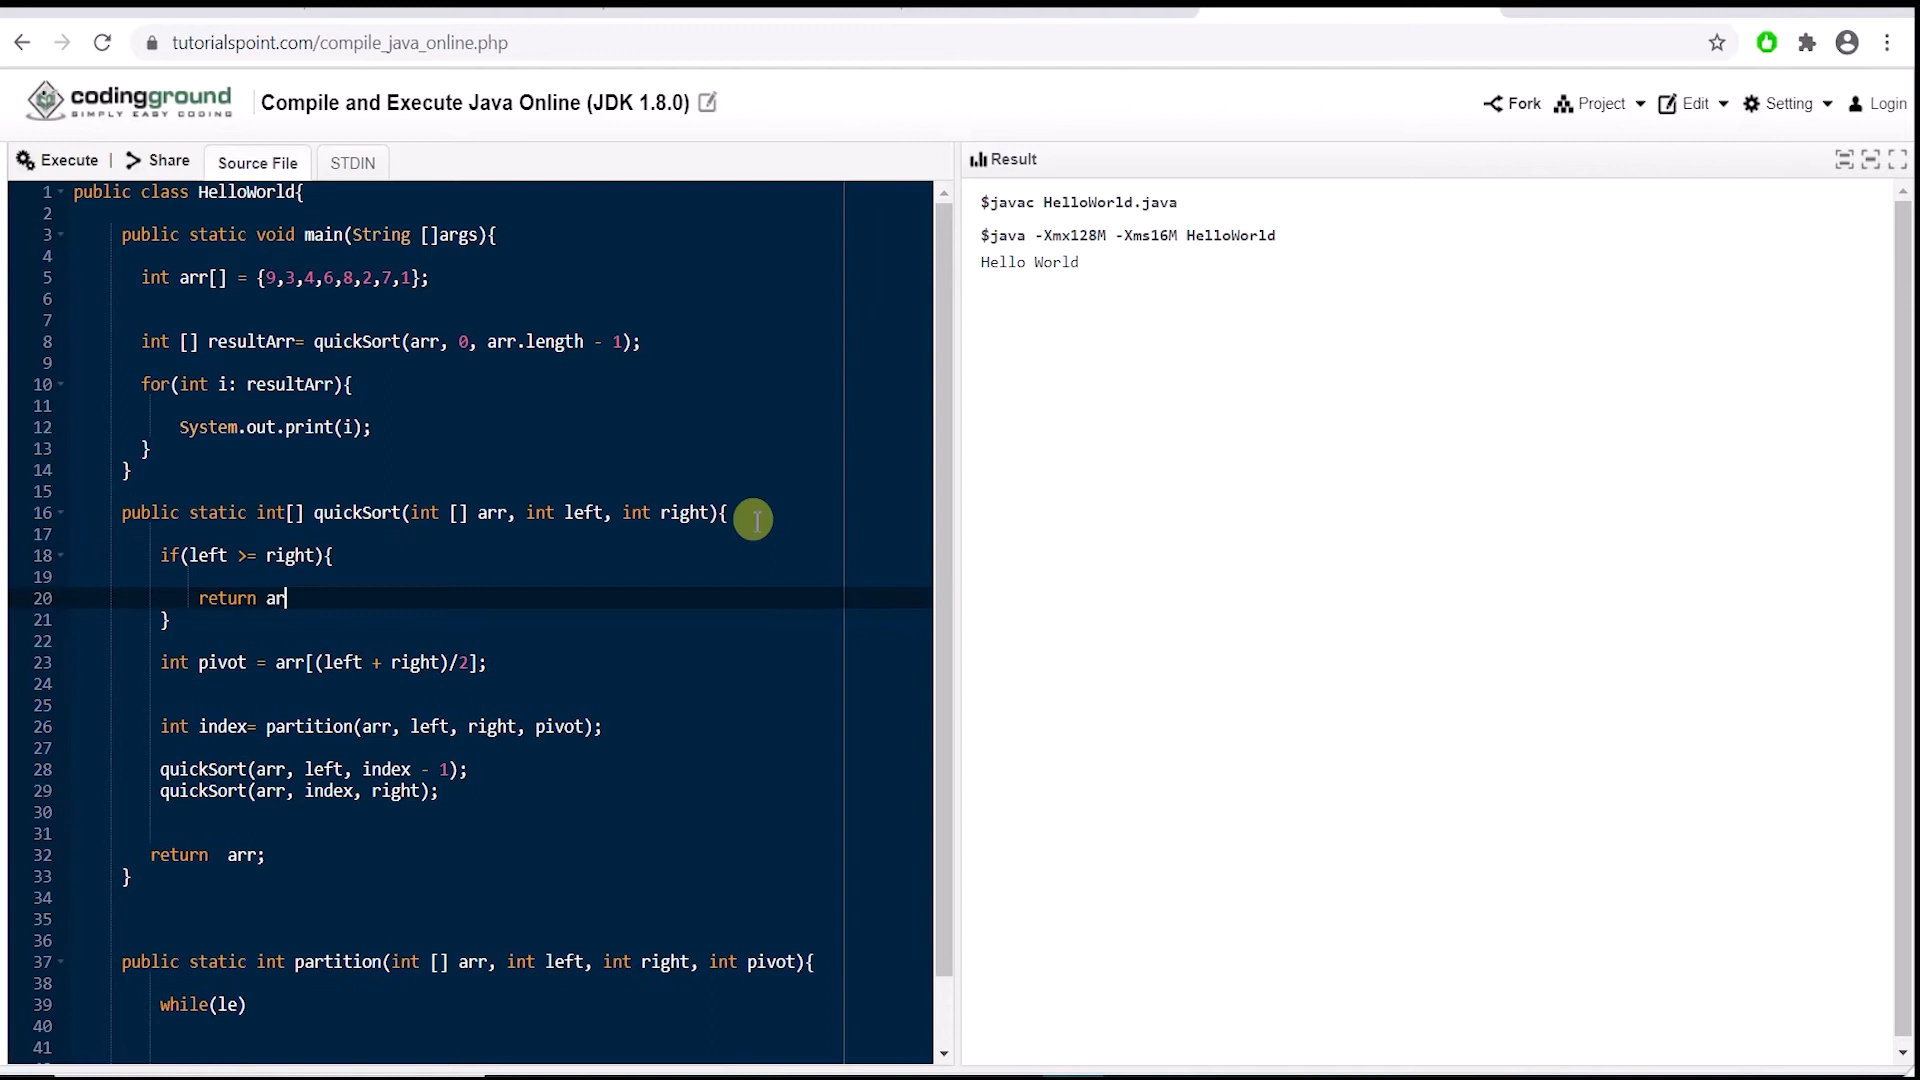 tutorialspoint.com/compile_java_online.php
codingground
SIMPLY EASY CODING
Compile and Execute Java Online (JDK 1.8.0)
Fork Project Edit Setting Login
Execute | Share Source File STDIN
Result
1 public class HelloWorld{
2
3 public static void main(String []args){
4
5 int arr[] = {9,3,4,6,8,2,7,1};
6
7
8 int [] resultArr= quickSort(arr, 0, arr.length - 1);
9
10 for(int i: resultArr){
11
12 System.out.print(i);
13 }
14 }
15
16 public static int[] quickSort(int [] arr, int left, int right){
17
18 if(left >= right){
19
20 return ar
21 }
22
23 int pivot = arr[(left + right)/2];
24
25
26 int index= partition(arr, left, right, pivot);
27
28 quickSort(arr, left, index - 1);
29 quickSort(arr, index, right);
30
31
32 return  arr;
33 }
34
35
36
37 public static int partition(int [] arr, int left, int right, int pivot){
38
39 while(le)
40
41
$javac HelloWorld.java
$java -Xmx128M -Xms16M HelloWorld
Hello World